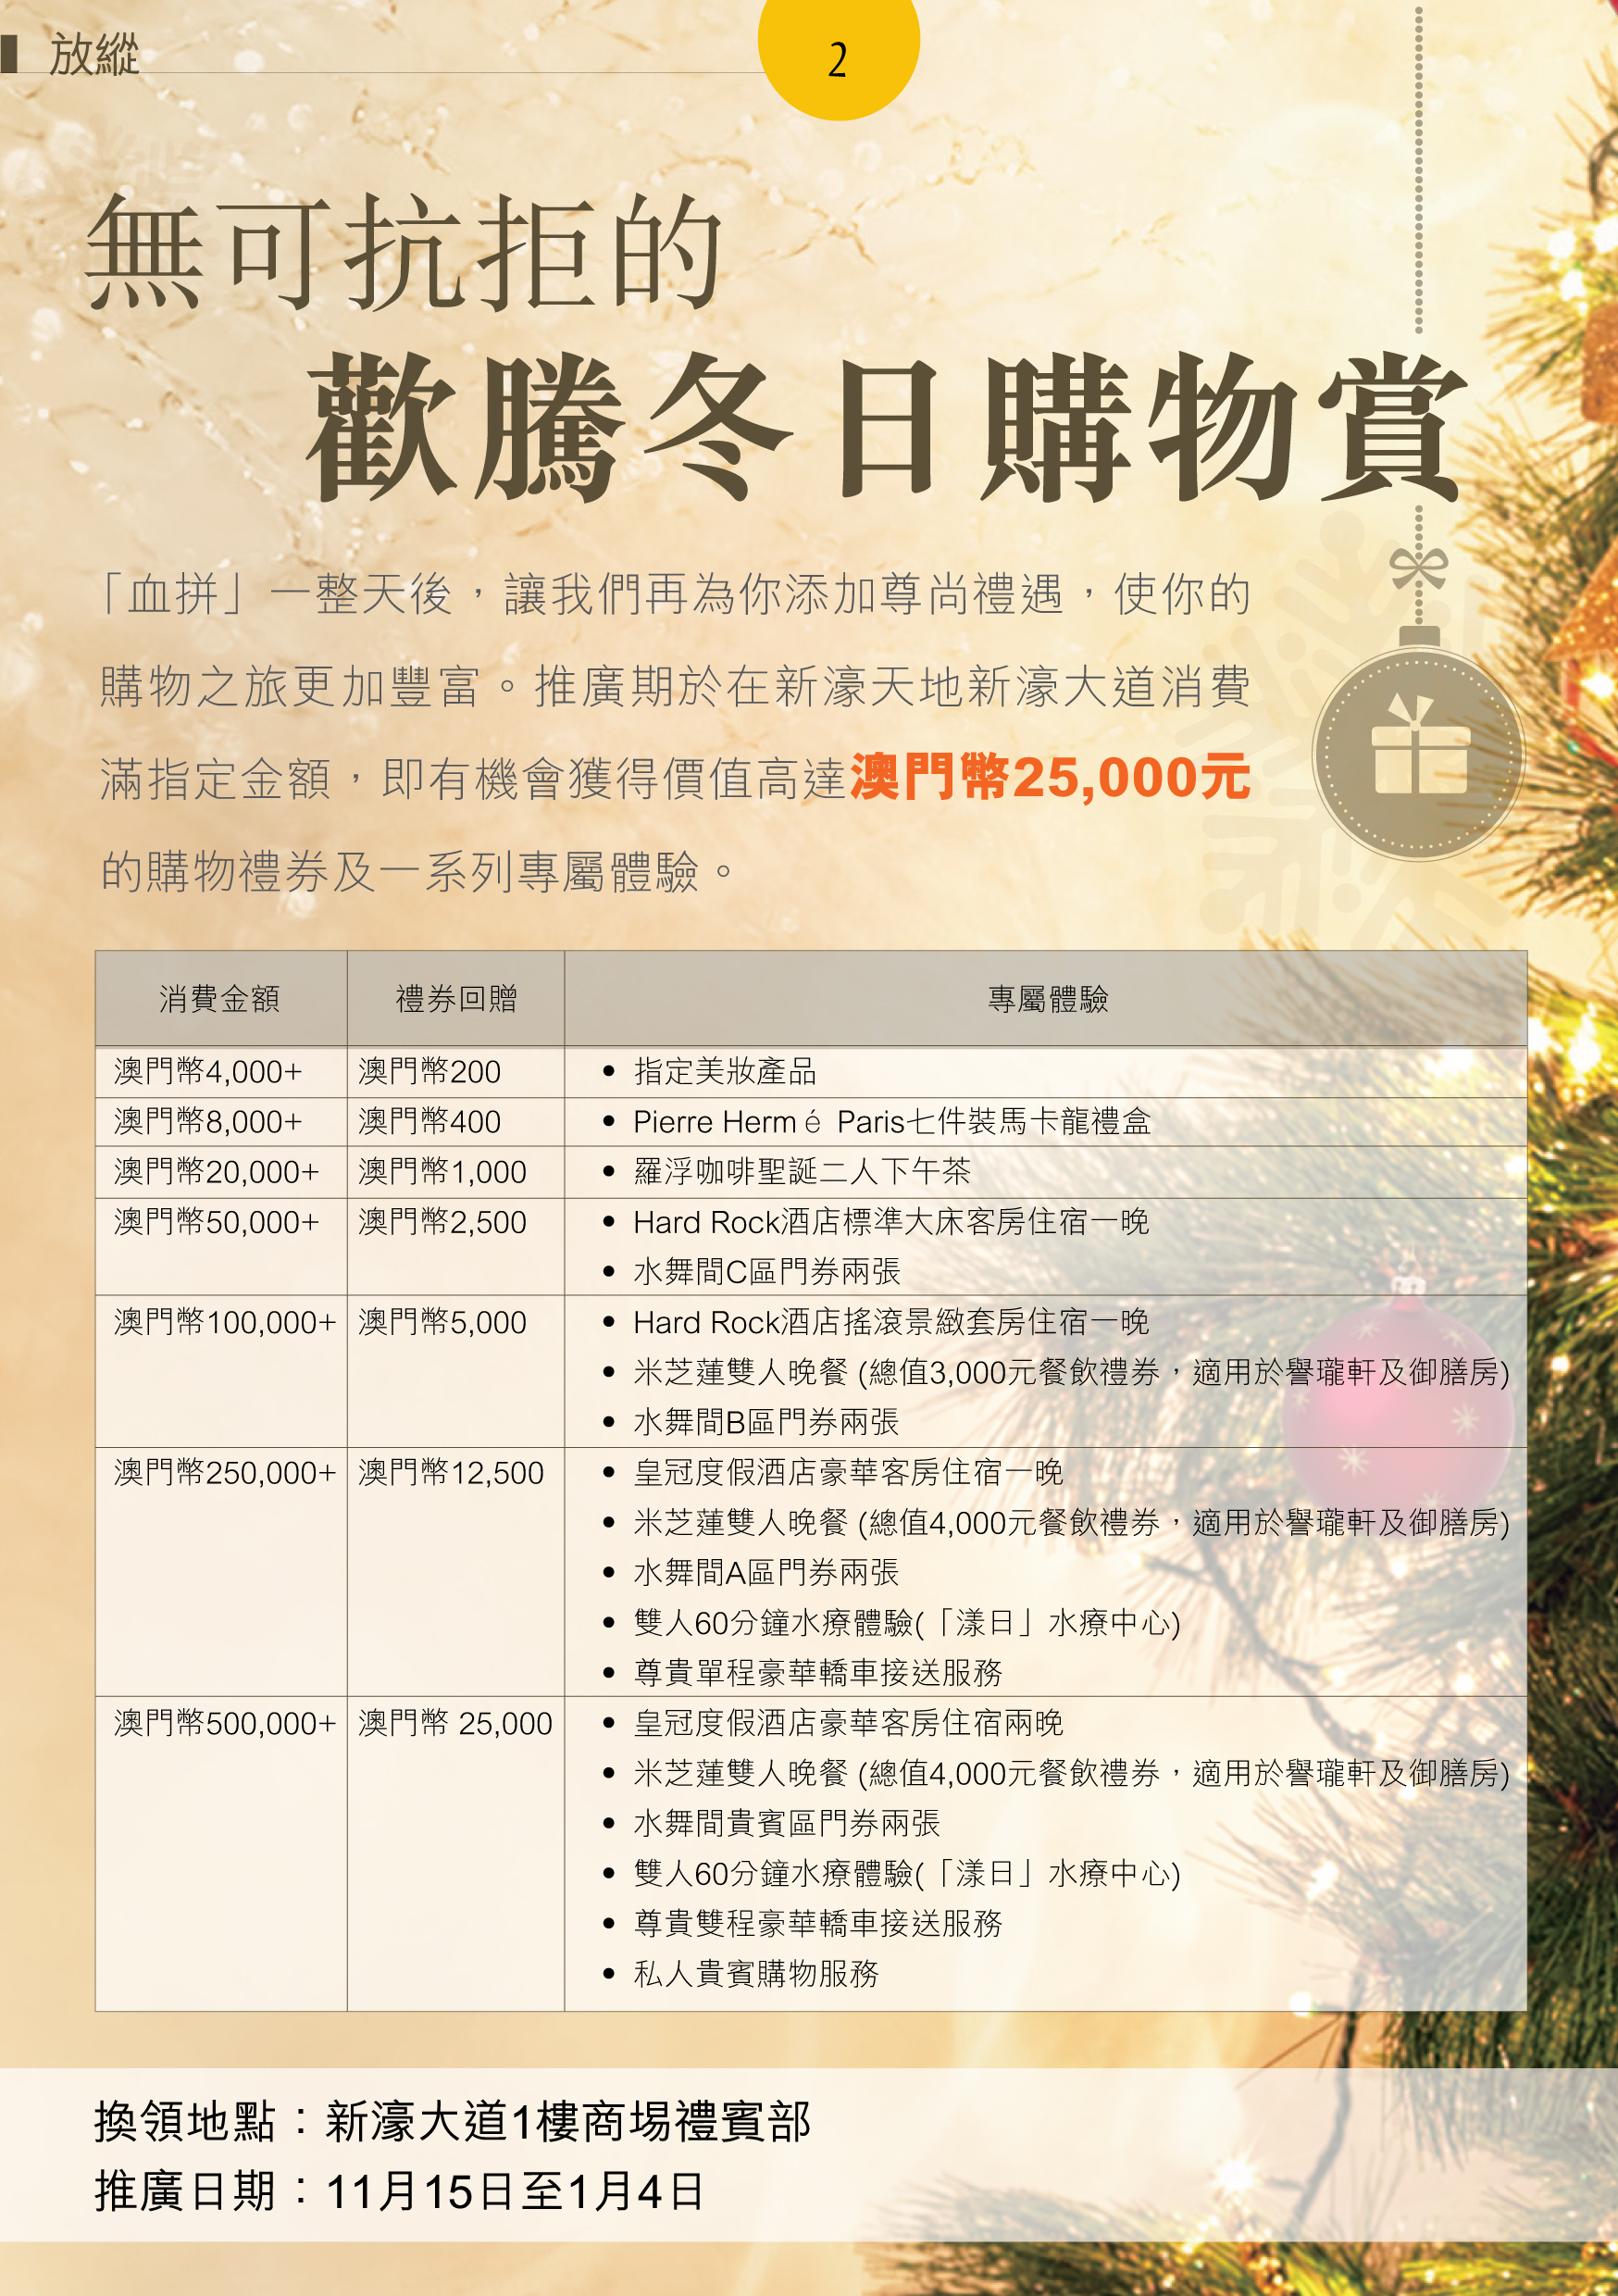 放縱
2
無可抗拒的
歡騰冬日購物賞
「血拼」一整天後，讓我們再為你添加尊尚禮遇，使你的
購物之旅更加豐富。推廣期於在新濠天地新濠大道消費
滿指定金額，即有機會獲得價值高達澳門幣25,000元
的購物禮券及一系列專屬體驗。
消費金額 禮券回贈 專屬體驗
澳門幣4,000+ 澳門幣200 • 指定美妝產品
澳門幣8,000+ 澳門幣400 • Pierre Hermé Paris七件裝馬卡龍禮盒
澳門幣20,000+ 澳門幣1,000 • 羅浮咖啡聖誕二人下午茶
澳門幣50,000+ 澳門幣2,500 • Hard Rock酒店標準大床客房住宿一晚
• 水舞間C區門券兩張
澳門幣100,000+ 澳門幣5,000 • Hard Rock酒店搖滾景緻套房住宿一晚
• 米芝蓮雙人晚餐 (總值3,000元餐飲禮券，適用於譽瓏軒及御膳房)
• 水舞間B區門券兩張
澳門幣250,000+ 澳門幣12,500 • 皇冠度假酒店豪華客房住宿一晚
• 米芝蓮雙人晚餐 (總值4,000元餐飲禮券，適用於譽瓏軒及御膳房)
• 水舞間A區門券兩張
• 雙人60分鐘水療體驗(「漾日」水療中心)
• 尊貴單程豪華轎車接送服務
澳門幣500,000+ 澳門幣 25,000 • 皇冠度假酒店豪華客房住宿兩晚
• 米芝蓮雙人晚餐 (總值4,000元餐飲禮券，適用於譽瓏軒及御膳房)
• 水舞間貴賓區門券兩張
• 雙人60分鐘水療體驗(「漾日」水療中心)
• 尊貴雙程豪華轎車接送服務
• 私人貴賓購物服務
換領地點：新濠大道1樓商場禮賓部
推廣日期：11月15日至1月4日